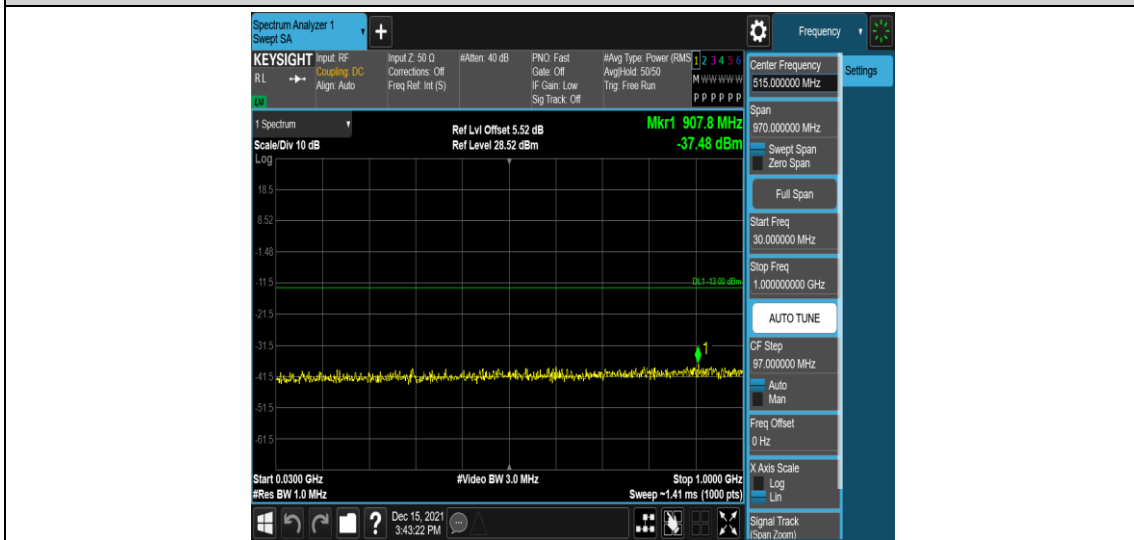 Spectrum Analyzer 1
Swept SA
+
Frequency
KEYSIGHT
RL
LXI
Input: RF
Coupling: DC
Align: Auto
Input Z: 50 Ω
Corrections: Off
Freq Ref: Int (S)
#Atten: 40 dB
PNO: Fast
Gate: Off
IF Gain: Low
Sig Track: Off
#Avg Type: Power (RMS
Avg|Hold: 50/50
Trig: Free Run
1 2 3 4 5 6
M W W W W W
P P P P P P
1 Spectrum
Scale/Div 10 dB
Ref Lvl Offset 5.52 dB
Ref Level 28.52 dBm
Mkr1 907.8 MHz
-37.48 dBm
Log
18.5
8.52
-1.48
-11.5
DL1 -13.00 dBm
-21.5
-31.5
1
-41.5
-51.5
-61.5
Start 0.0300 GHz
#Res BW 1.0 MHz
#Video BW 3.0 MHz
Stop 1.0000 GHz
Sweep ~1.41 ms (1000 pts)
?
Dec 15, 2021
3:43:22 PM
Center Frequency
515.000000 MHz
Settings
Span
970.000000 MHz
Swept Span
Zero Span
Full Span
Start Freq
30.000000 MHz
Stop Freq
1.000000000 GHz
AUTO TUNE
CF Step
97.000000 MHz
Auto
Man
Freq Offset
0 Hz
X Axis Scale
Log
Lin
Signal Track
(Span Zoom)